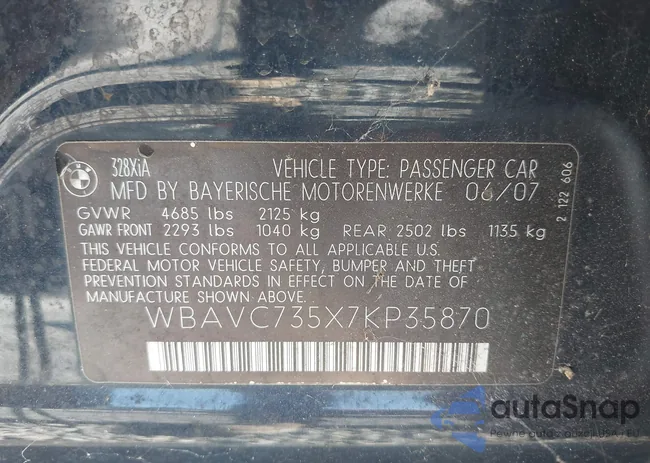 328XiA VEHICLE TYPE: PASSENGER CAR
MFD BY BAYERISCHE MOTORENWERKE 06/07
GVWR 4685 lbs 2125 kg
GAWR FRONT 2293 lbs 1040 kg REAR 2502 lbs 1135 kg
THIS VEHICLE CONFORMS TO ALL APPLICABLE U.S.
FEDERAL MOTOR VEHICLE SAFETY, BUMPER AND THEFT
PREVENTION STANDARDS IN EFFECT ON THE DATE OF
MANUFACTURE SHOWN ABOVE.
WBAVC735X7KP35870
2 122 606
autaSnap